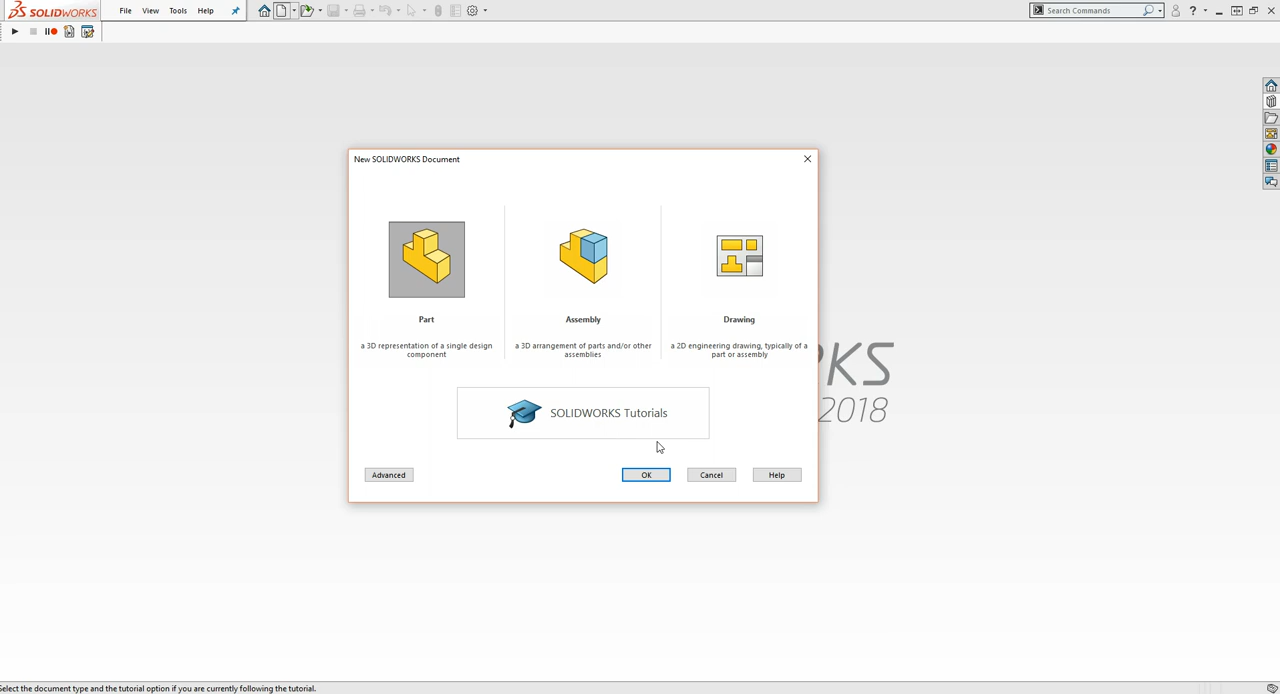 SOLIDWORKS File View Tools Help Search Commands ?
New SOLIDWORKS Document
Part Assembly Drawing
a 3D representation of a single design component
a 3D arrangement of parts and/or other assemblies
a 2D engineering drawing, typically of a part or assembly
KS
2018
SOLIDWORKS Tutorials
Advanced OK Cancel Help
Select the document type and the tutorial option if you are currently following the tutorial.